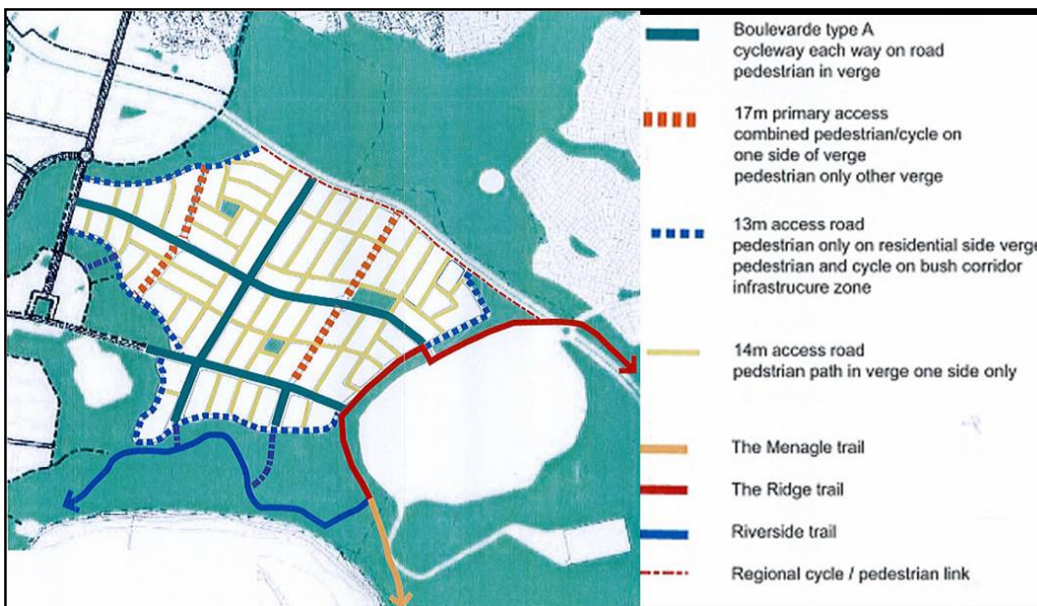 Boulevarde type A
cycleway each way on road
pedestrian in verge
17m primary access
combined pedestrian/cycle on
one side of verge
pedestrian only other verge
13m access road
pedestrian only on residential side verge
pedestrian and cycle on bush corridor
infrastrucure zone
14m access road
pedstrian path in verge one side only
The Menagle trail
The Ridge trail
Riverside trail
Regional cycle / pedestrian link